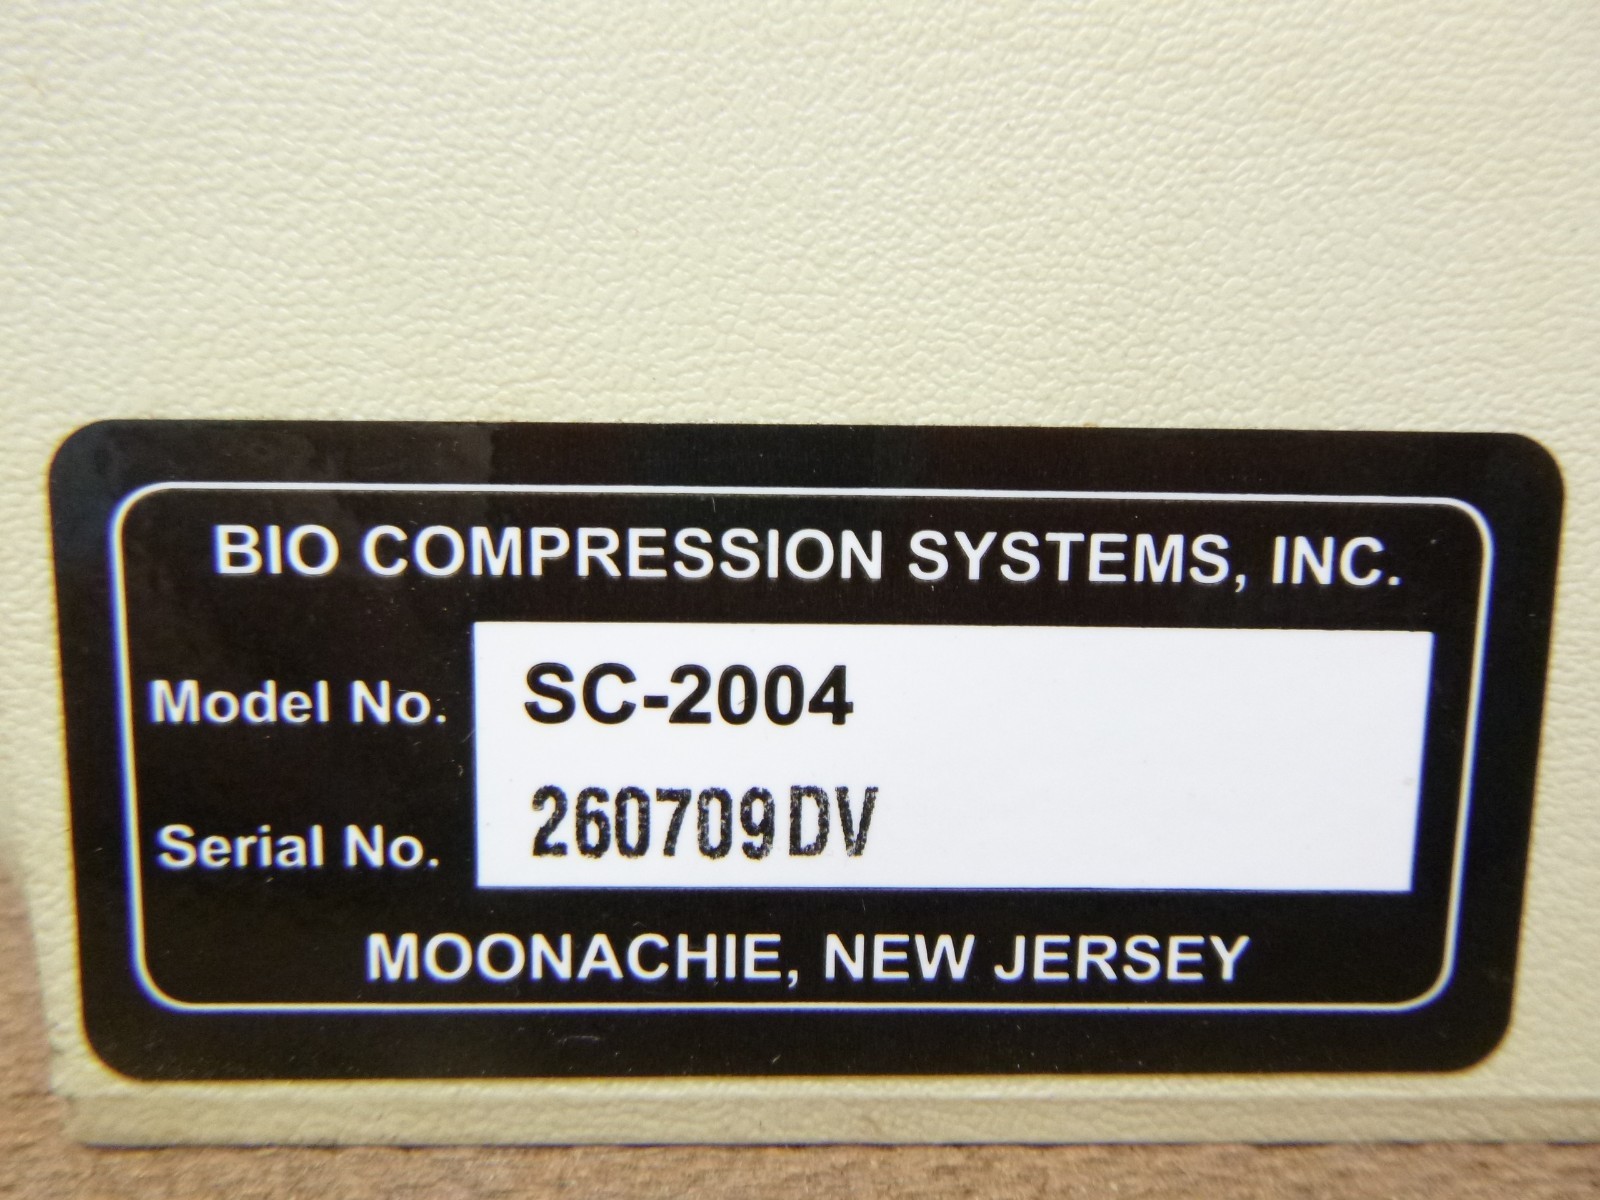 BIO COMPRESSION SYSTEMS, INC.
Model No. SC-2004
Serial No. 260709DV
MOONACHIE, NEW JERSEY